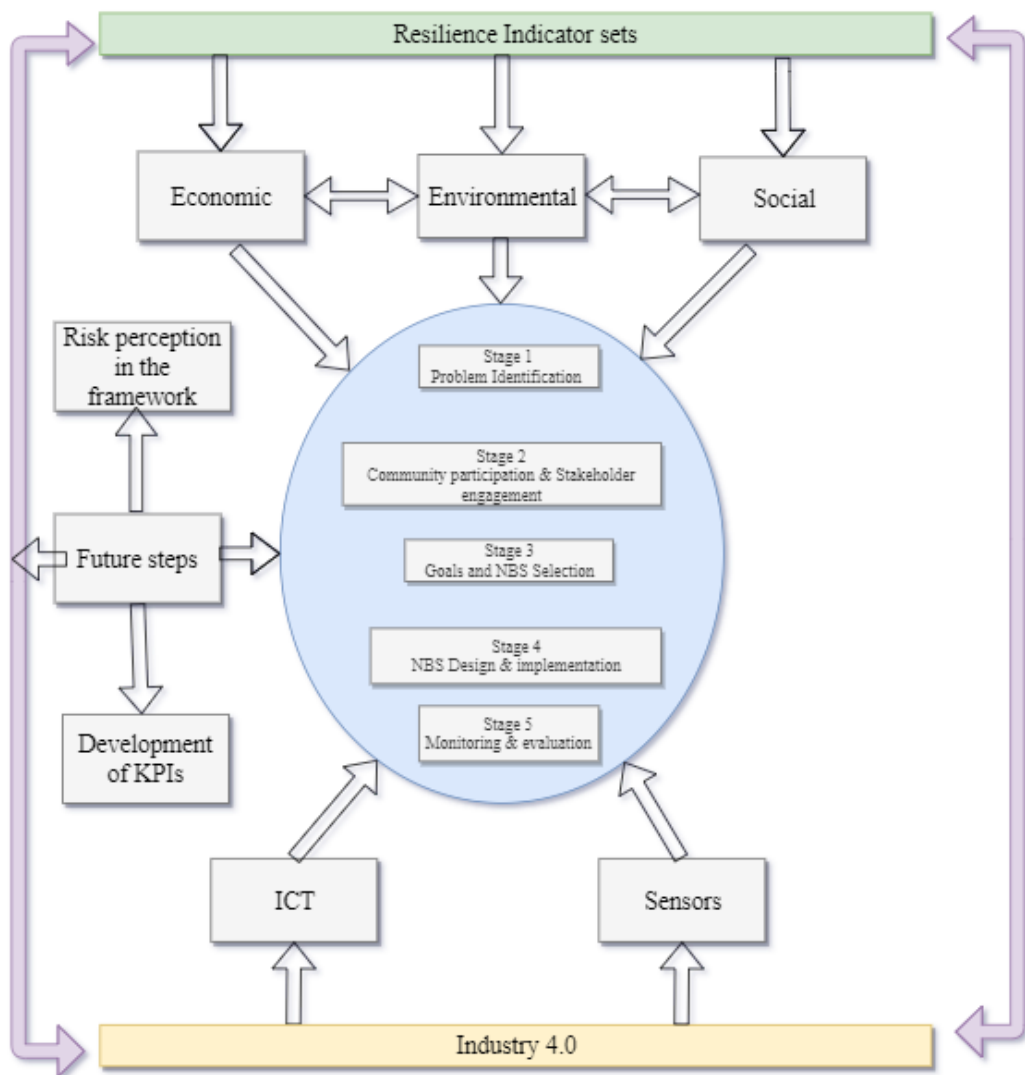 Resilience Indicator sets
Economic
Environmental
Social
Risk perception
in the
framework
Stage 1
Problem Identification
Stage 2
Community participation & Stakeholder
engagement
Future steps
Stage 3
Goals and NBS Selection
Stage 4
NBS Design & implementation
Development
of KPIs
Stage 5
Monitoring & evaluation
ICT
Sensors
Industry 4.0